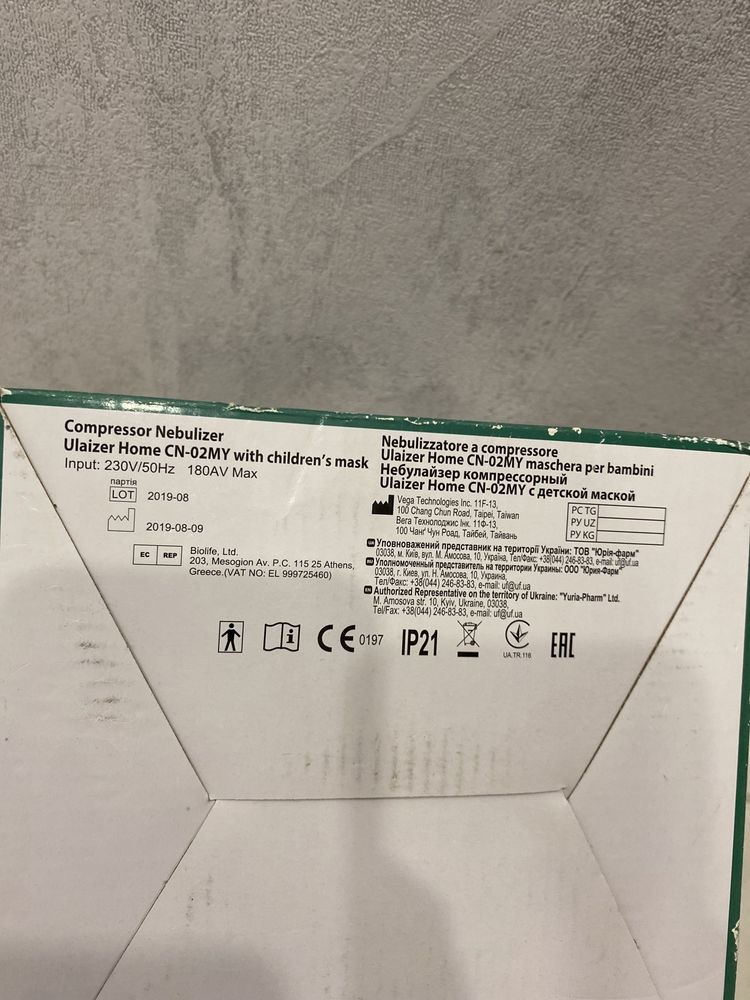 Compressor Nebulizer
Ulaizer Home CN-02MY with children's mask
Input: 230V/50Hz 180AV Max
партія
LOT 2019-08
2019-08-09
EC REP
Biolife, Ltd.
203, Mesogion Av. P.C. 115 25 Athens,
Greece.(VAT NO: EL 999725460)
Nebulizzatore a compressore
Ulaizer Home CN-02MY maschera per bambini
Небулайзер компрессорный
Ulaizer Home CN-02MY с детской маской
Vega Technologies Inc. 11F-13,
100 Chang Chun Road, Taipei, Taiwan
Вега Технолоджіс Інк. 11Ф-13,
100 Чанґ Чун Роад, Тайбей, Тайвань
РС TG
РУ UZ
РУ KG
Уповноважений представник на території України: ТОВ "Юрія-фарм"
03038, м. Київ, вул. М. Амосова, 10, Україна, Тел/Факс: +38(044) 246-83-83, e-mail: uf@uf.ua
Уполномоченный представитель на территории Украины: ООО "Юрия-Фарм"
03038, г. Киев, ул. Н. Амосова, 10, Украина,
Тел/Факс: +38(044) 246-83-83, e-mail: uf@uf.ua
Authorized Representative on the territory of Ukraine: "Yuria-Pharm" Ltd.
M. Amosova str. 10, Kyiv, Ukraine, 03038,
Tel/Fax: +38(044) 246-83-83, e-mail: uf@uf.ua
CE 0197 IP21 UA.TR.116 EAC